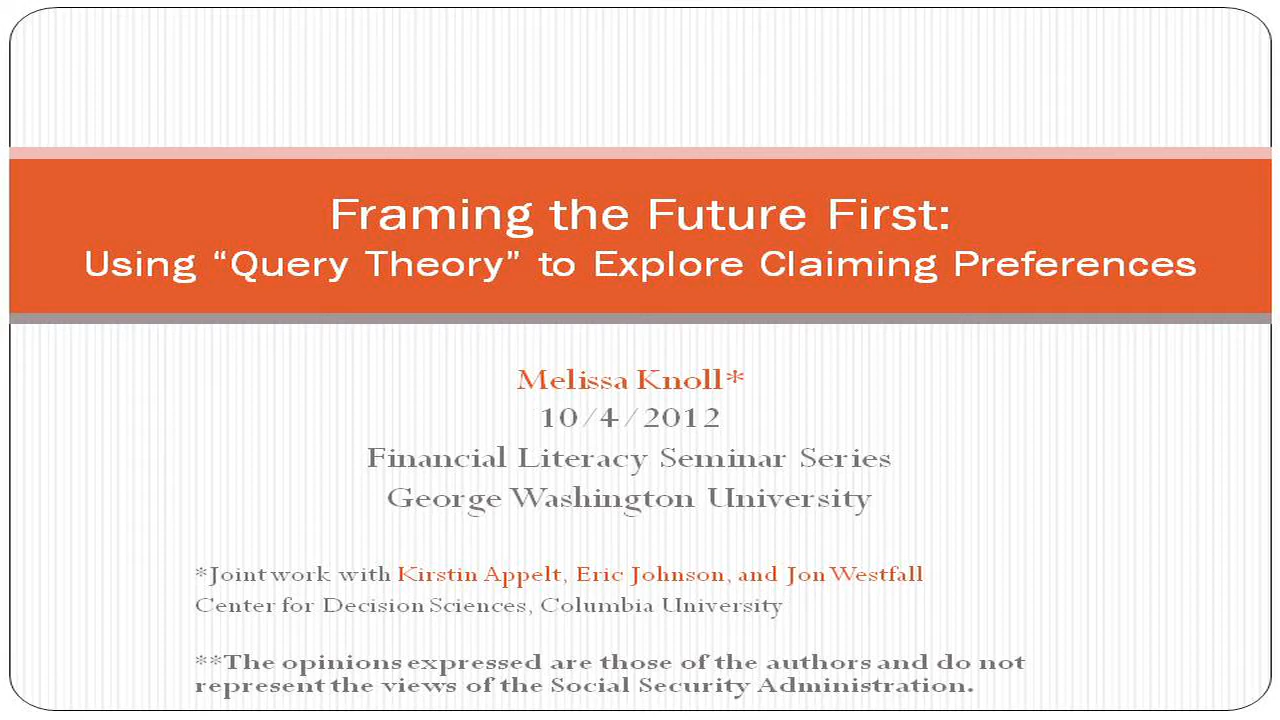 Framing the Future First:
Using “Query Theory” to Explore Claiming Preferences
Melissa Knoll*
10/4/2012
Financial Literacy Seminar Series
George Washington University
*Joint work with Kirstin Appelt, Eric Johnson, and Jon Westfall
Center for Decision Sciences, Columbia University
**The opinions expressed are those of the authors and do not
represent the views of the Social Security Administration.